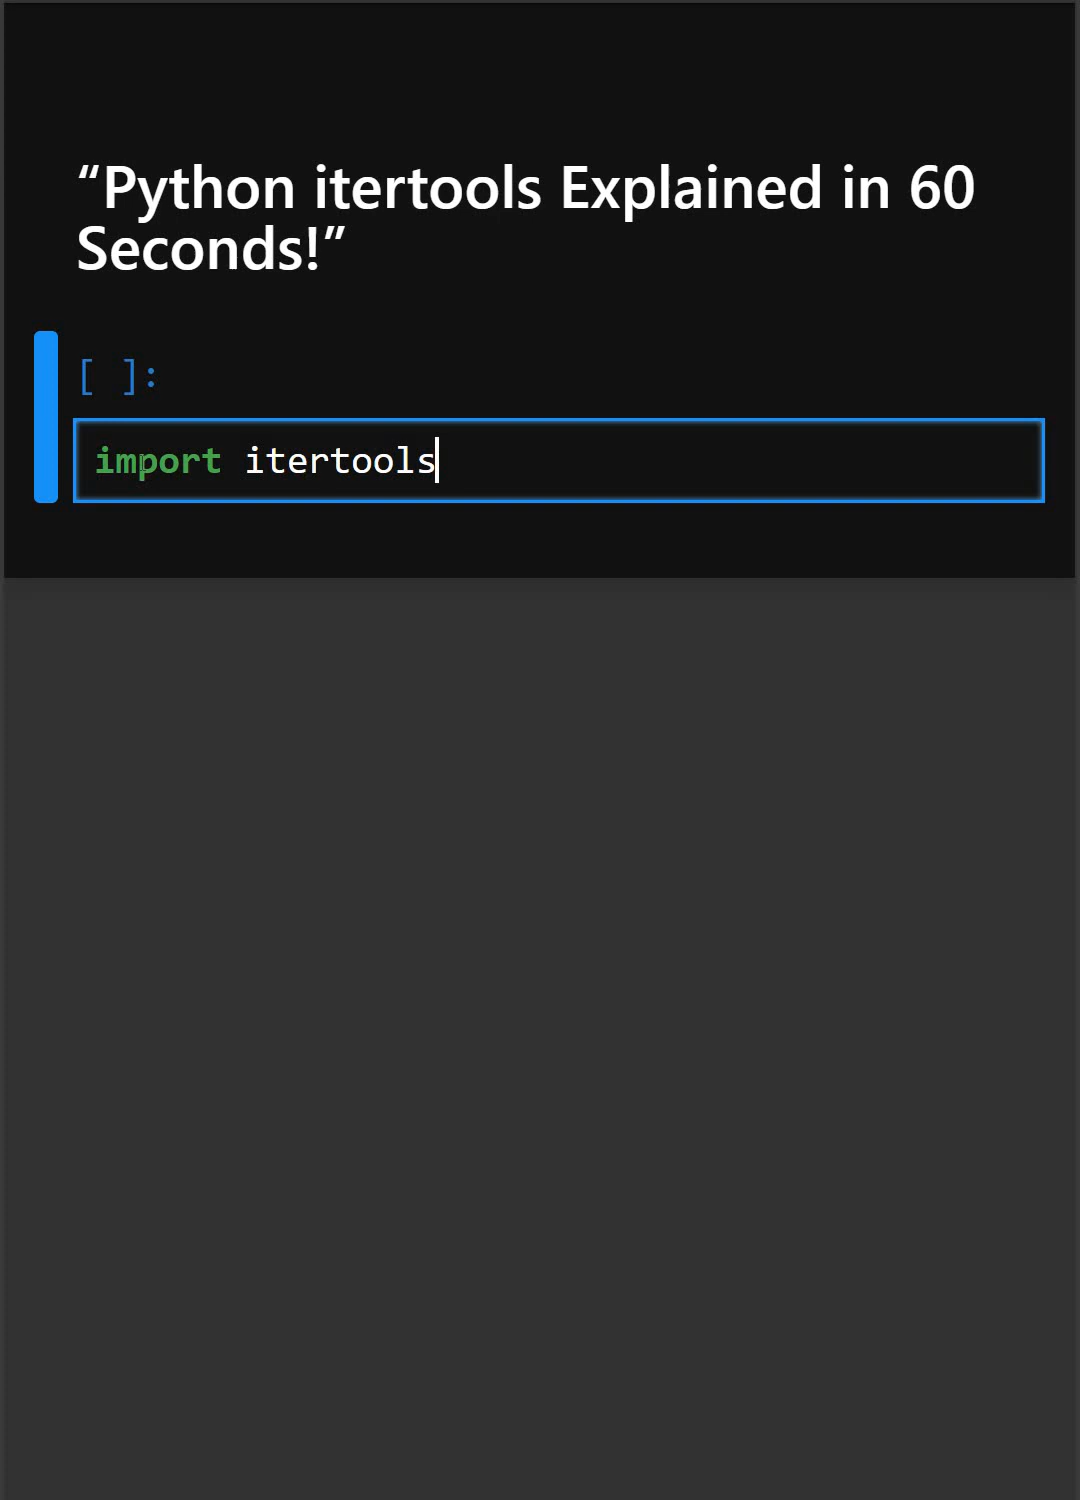 “Python itertools Explained in 60
Seconds!”
[ ]:
import itertools